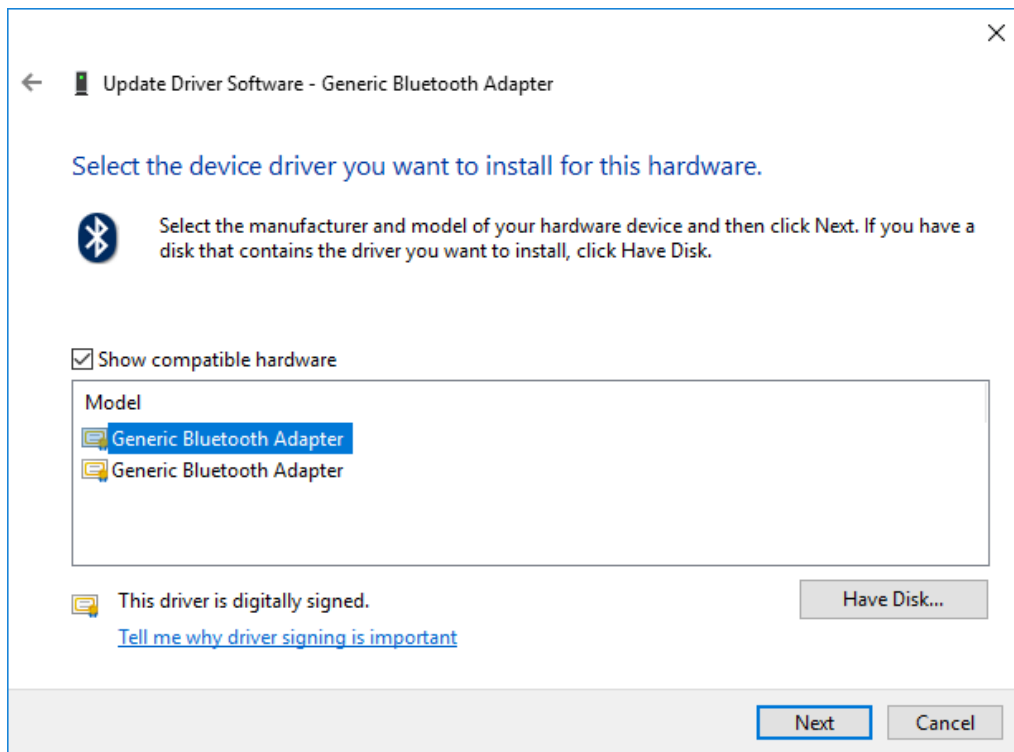 Update Driver Software - Generic Bluetooth Adapter
Select the device driver you want to install for this hardware.
Select the manufacturer and model of your hardware device and then click Next. If you have a
disk that contains the driver you want to install, click Have Disk.
Show compatible hardware
Model
Generic Bluetooth Adapter
Generic Bluetooth Adapter
This driver is digitally signed.
Have Disk...
Tell me why driver signing is important
Next
Cancel